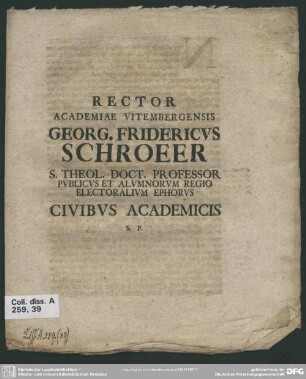 RECTOR
ACADEMIAE VITEMBERGENSIS
GEORG. FRIDERICVS
SCHROEER
S. THEOL. DOCT. PROFESSOR
PVBLICVS ET ALVMNORVM REGIO
ELECTORALIVM EPHORVS
CIVIBVS ACADEMICIS
S. P.
Coll. diss. A
259, 39